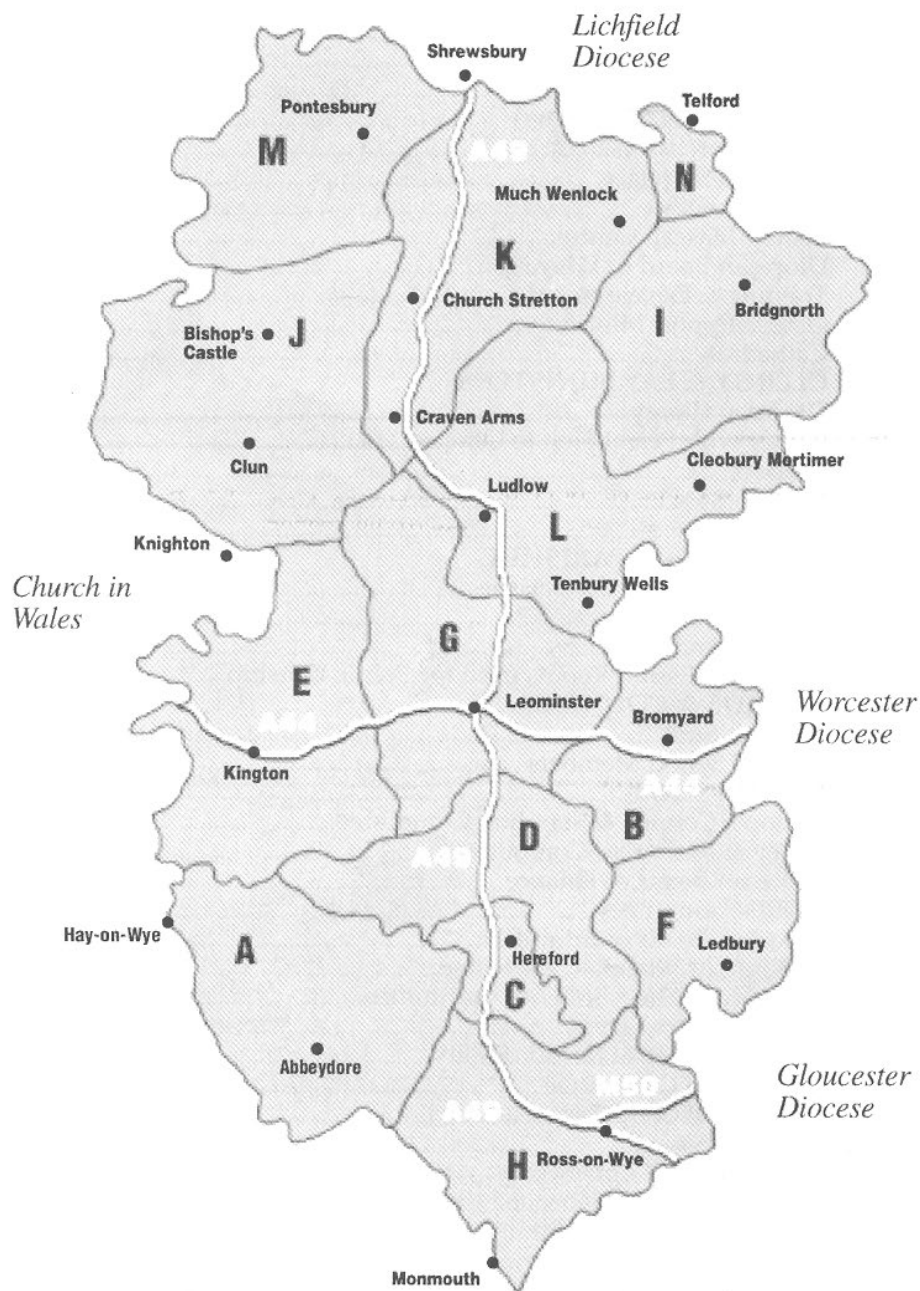 Lichfield
Diocese
Shrewsbury
Telford
Pontesbury
M
A49
N
Much Wenlock
K
Church Stretton
I
Bridgnorth
Bishop's
Castle
J
Craven Arms
Clun
Cleobury Mortimer
Ludlow
L
Knighton
Church in
Wales
Tenbury Wells
G
E
Leominster
Bromyard
Worcester
Diocese
A44
Kington
A44
B
D
A49
Hay-on-Wye
A
F
Ledbury
Hereford
C
Abbeydore
Gloucester
Diocese
M50
A49
Ross-on-Wye
H
Monmouth